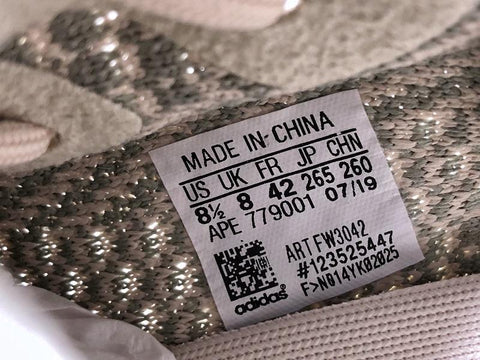 MADE IN CHINA
US UK FR JP CHN
8½ 8 42 265 260
APE 779001 07/19
ART FW3042
#123525447
F>N014YK02025
adidas